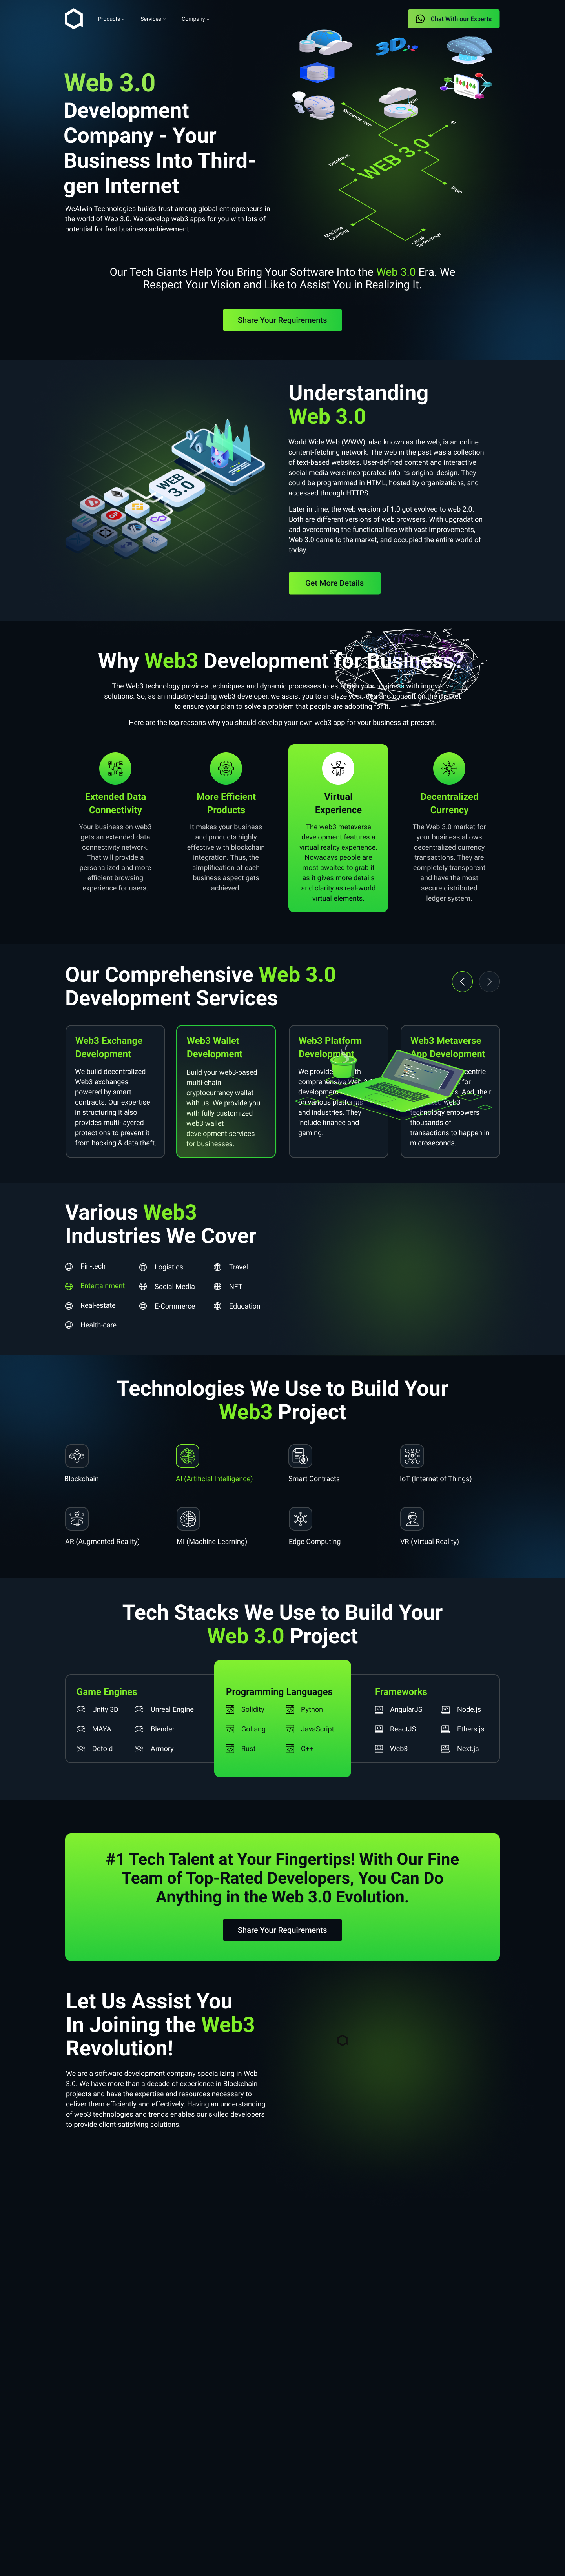 Products
Services
Company
Chat With our Experts
Web 3.0
Development
Company - Your
Business Into Third-
gen Internet
WeAlwin Technologies builds trust among global entrepreneurs in
the world of Web 3.0. We develop web3 apps for you with lots of
potential for fast business achievement.
3D
Semantic web
AI
Database
WEB 3.0
Dapp
Machine
Learning
Cloud
Technology
Our Tech Giants Help You Bring Your Software Into the Web 3.0 Era. We
Respect Your Vision and Like to Assist You in Realizing It.
Share Your Requirements
WEB
3.0
Understanding
Web 3.0
World Wide Web (WWW), also known as the web, is an online
content-fetching network. The web in the past was a collection
of text-based websites. User-defined content and interactive
social media were incorporated into its original design. They
could be programmed in HTML, hosted by organizations, and
accessed through HTTPS.
Later in time, the web version of 1.0 got evolved to web 2.0.
Both are different versions of web browsers. With upgradation
and overcoming the functionalities with vast improvements,
Web 3.0 came to the market, and occupied the entire world of
today.
Get More Details
Why Web3 Development for Business?
The Web3 technology provides techniques and dynamic processes to establish your business with innovative
solutions. So, as an industry-leading web3 developer, we assist you to analyze your idea and consult on the market
to ensure your plan to solve a problem that people are adopting for it.
Here are the top reasons why you should develop your own web3 app for your business at present.
Extended Data
Connectivity
Your business on web3
gets an extended data
connectivity network.
That will provide a
personalized and more
efficient browsing
experience for users.
More Efficient
Products
It makes your business
and products highly
effective with blockchain
integration. Thus, the
simplification of each
business aspect gets
achieved.
Virtual
Experience
The web3 metaverse
development features a
virtual reality experience.
Nowadays people are
most awaited to grab it
as it gives more details
and clarity as real-world
virtual elements.
Decentralized
Currency
The Web 3.0 market for
your business allows
decentralized currency
transactions. They are
completely transparent
and have the most
secure distributed
ledger system.
Our Comprehensive Web 3.0
Development Services
Web3 Exchange
Development
We build decentralized
Web3 exchanges,
powered by smart
contracts. Our expertise
in structuring it also
provides multi-layered
protections to prevent it
from hacking & data theft.
Web3 Wallet
Development
Build your web3-based
multi-chain
cryptocurrency wallet
with us. We provide you
with fully customized
web3 wallet
development services
for businesses.
Web3 Platform
Development
We provide
comprehensive Web
development
on various platforms
and industries. They
include finance and
gaming.
Web3 Metaverse
App Development
centric
for
And, their
web3
technology empowers
thousands of
transactions to happen in
microseconds.
Various Web3
Industries We Cover
Fin-tech
Logistics
Travel
Entertainment
Social Media
NFT
Real-estate
E-Commerce
Education
Health-care
Technologies We Use to Build Your
Web3 Project
Blockchain
AI (Artificial Intelligence)
Smart Contracts
IoT (Internet of Things)
AR (Augmented Reality)
Ml (Machine Learning)
Edge Computing
VR (Virtual Reality)
Tech Stacks We Use to Build Your
Web 3.0 Project
Game Engines
Unity 3D
Unreal Engine
MAYA
Blender
Defold
Armory
Programming Languages
Solidity
Python
GoLang
JavaScript
Rust
C++
Frameworks
AngularJS
Node.js
ReactJS
Ethers.js
Web3
Next.js
#1 Tech Talent at Your Fingertips! With Our Fine
Team of Top-Rated Developers, You Can Do
Anything in the Web 3.0 Evolution.
Share Your Requirements
Let Us Assist You
In Joining the Web3
Revolution!
We are a software development company specializing in Web
3.0. We have more than a decade of experience in Blockchain
projects and have the expertise and resources necessary to
deliver them efficiently and effectively. Having an understanding
of web3 technologies and trends enables our skilled developers
to provide client-satisfying solutions.